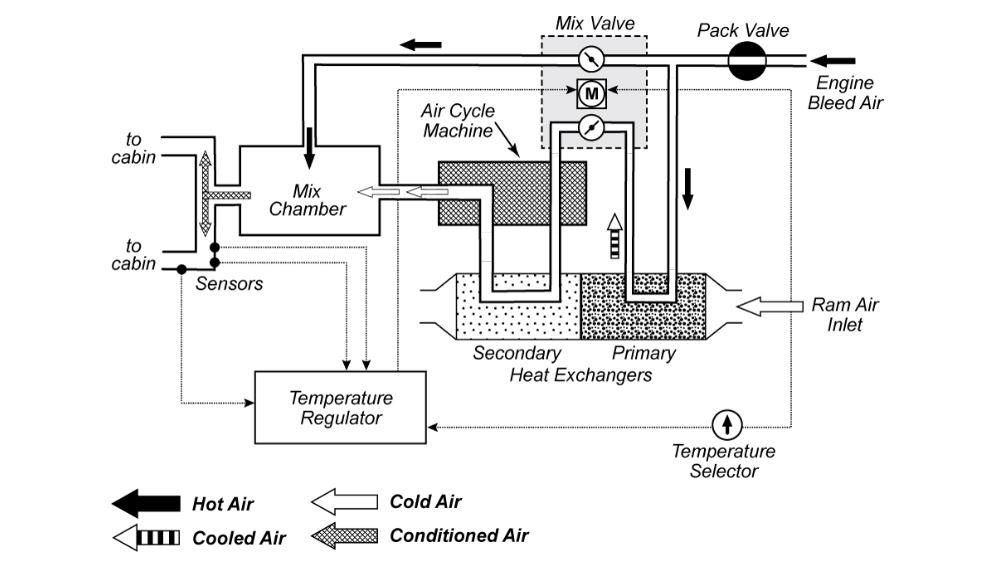 Mix Valve
Pack Valve
Engine
Bleed Air
Air Cycle
Machine
M
to
cabin
Mix
Chamber
to
cabin
Sensors
Ram Air
Inlet
Secondary
Primary
Heat Exchangers
Temperature
Regulator
Temperature
Selector
Hot Air
Cold Air
Cooled Air
Conditioned Air